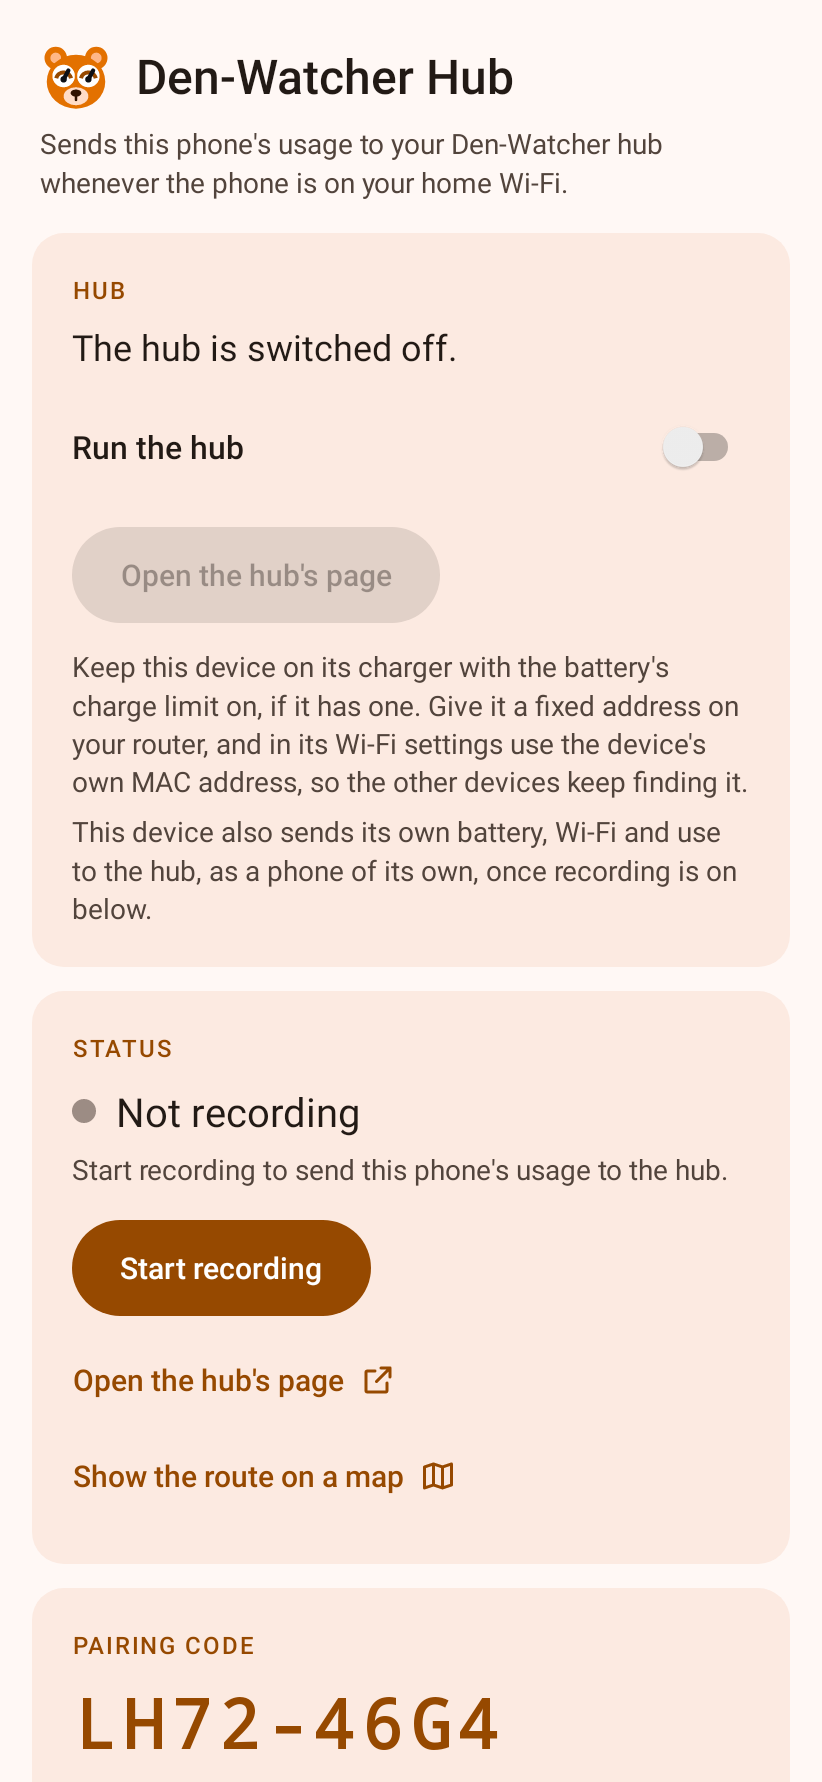 Den-Watcher Hub
Sends this phone's usage to your Den-Watcher hub
whenever the phone is on your home Wi-Fi.
HUB
The hub is switched off.
Run the hub
Open the hub's page
Keep this device on its charger with the battery's
charge limit on, if it has one. Give it a fixed address on
your router, and in its Wi-Fi settings use the device's
own MAC address, so the other devices keep finding it.
This device also sends its own battery, Wi-Fi and use
to the hub, as a phone of its own, once recording is on
below.
STATUS
Not recording
Start recording to send this phone's usage to the hub.
Start recording
Open the hub's page
Show the route on a map
PAIRING CODE
LH72-46G4